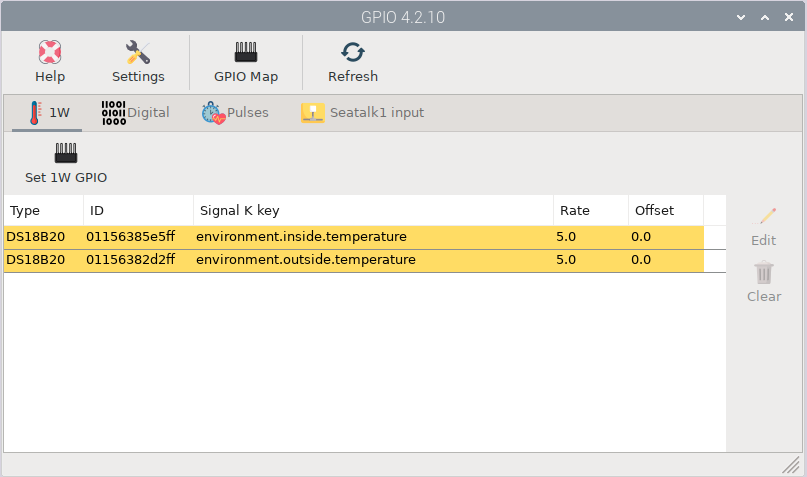 GPIO 4.2.10
Help Settings GPIO Map Refresh
1W Digital Pulses Seatalk1 input
Set 1W GPIO
Type ID Signal K key Rate Offset
DS18B20 01156385e5ff environment.inside.temperature 5.0 0.0
DS18B20 01156382d2ff environment.outside.temperature 5.0 0.0
Edit
Clear